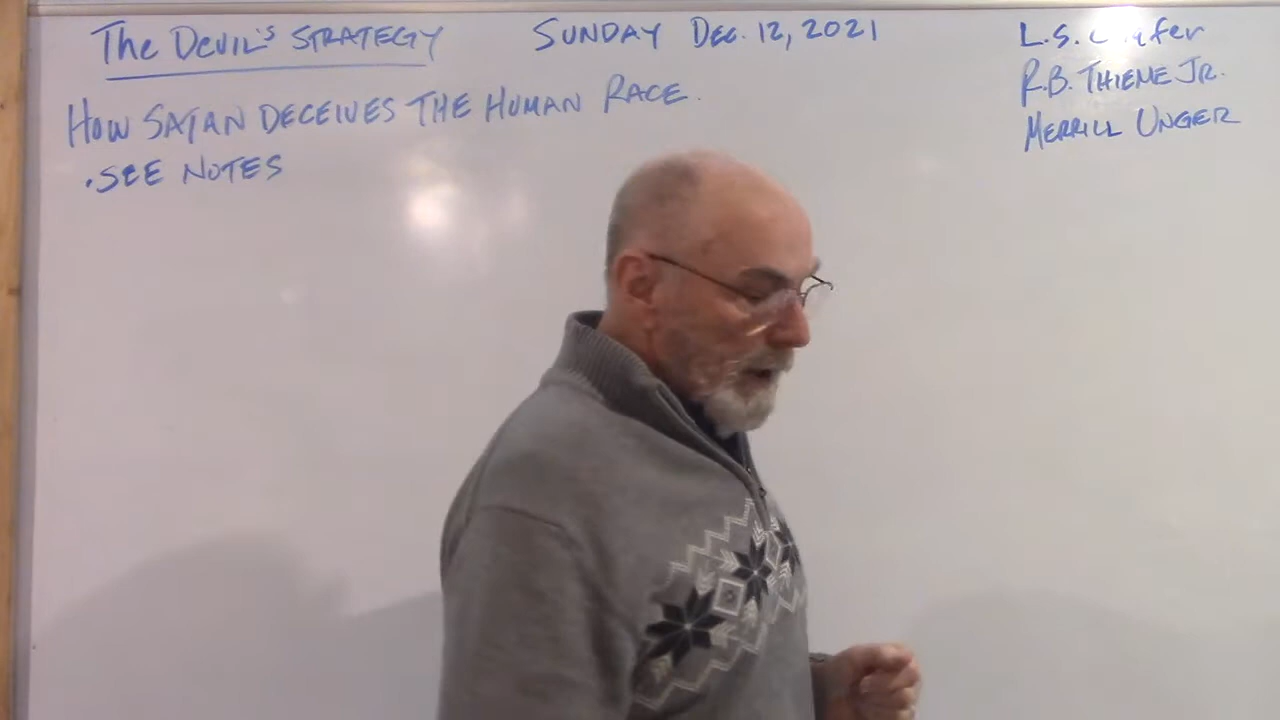 The DEVIL'S STRATEGY SUNDAY DEC. 12, 2021
HOW SATAN DECEIVES THE HUMAN RACE.
• SEE NOTES
L.S.
R.B. THIEME JR.
MERRILL UNGER